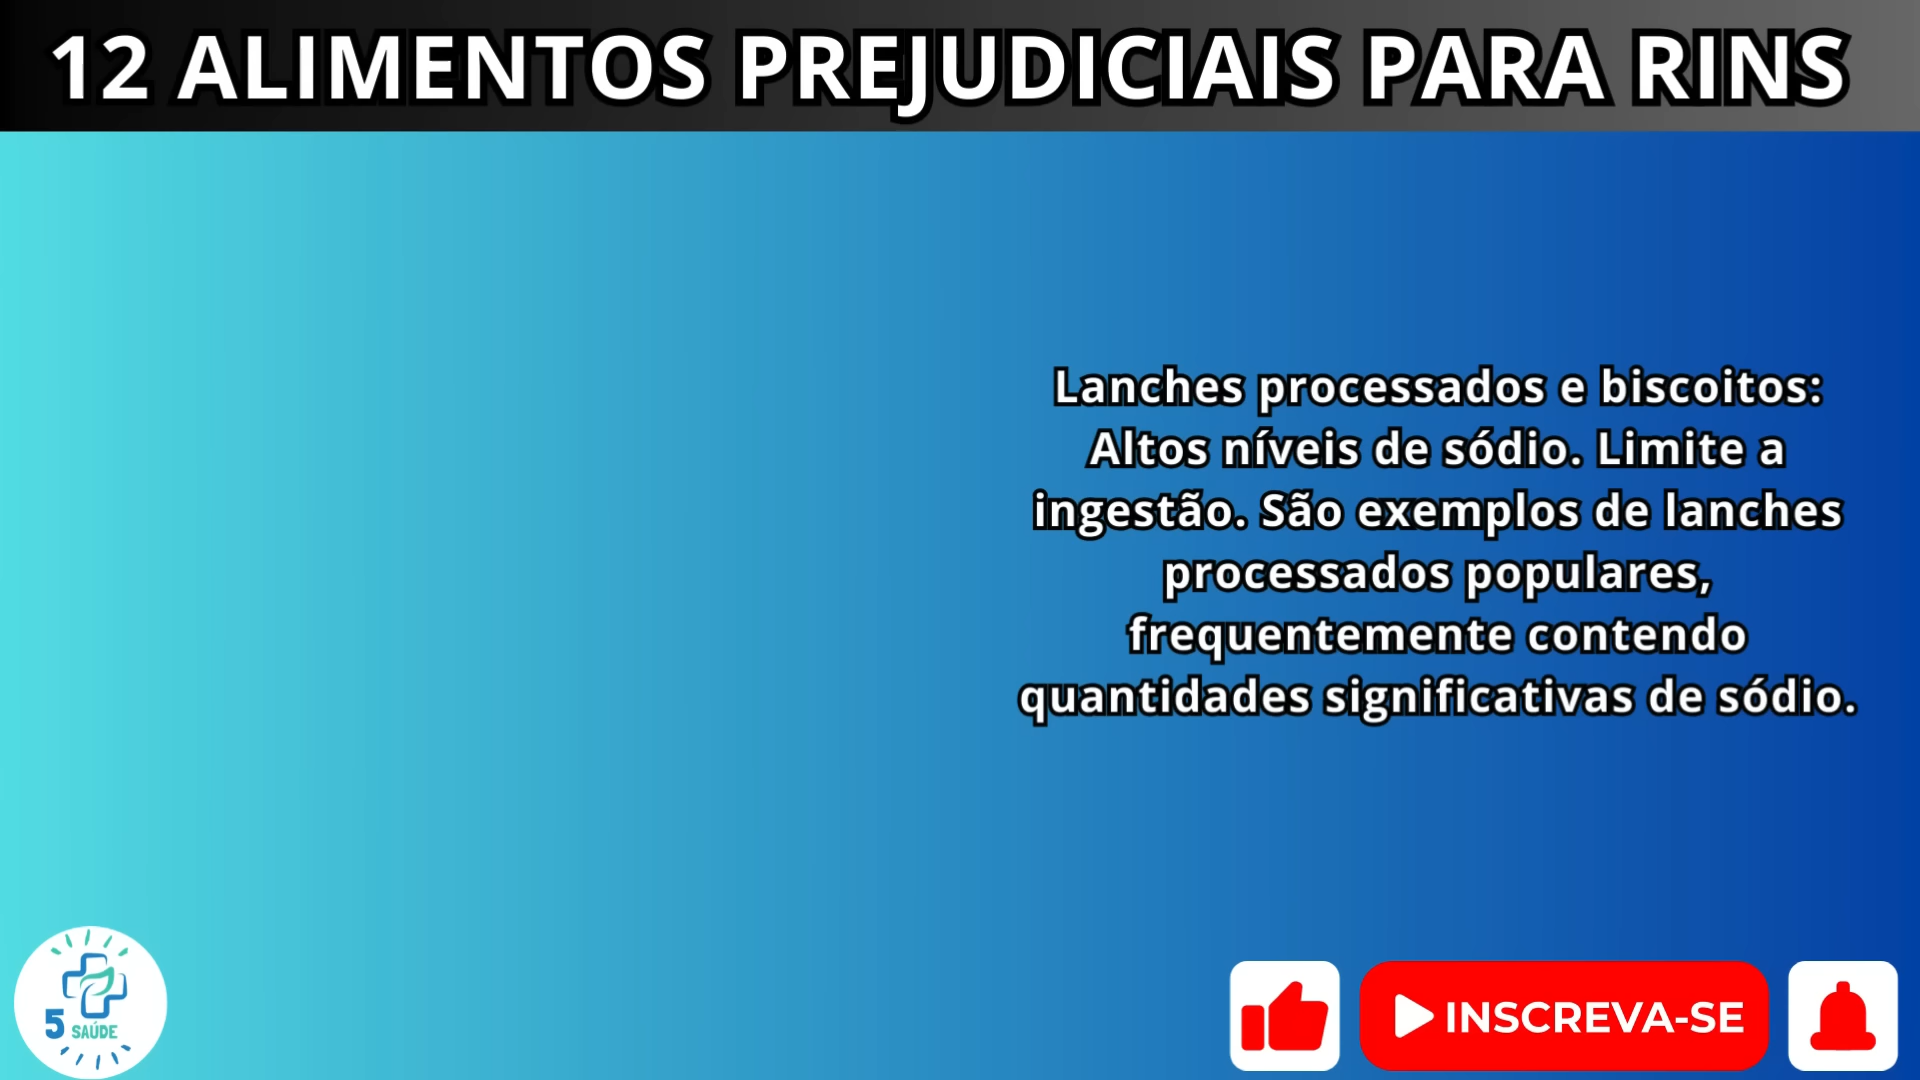 12 ALIMENTOS PREJUDICIAIS PARA RINS
Lanches processados e biscoitos:
Altos níveis de sódio. Limite a
ingestão. São exemplos de lanches
processados populares,
frequentemente contendo
quantidades significativas de sódio.
5 SAÚDE
INSCREVA-SE